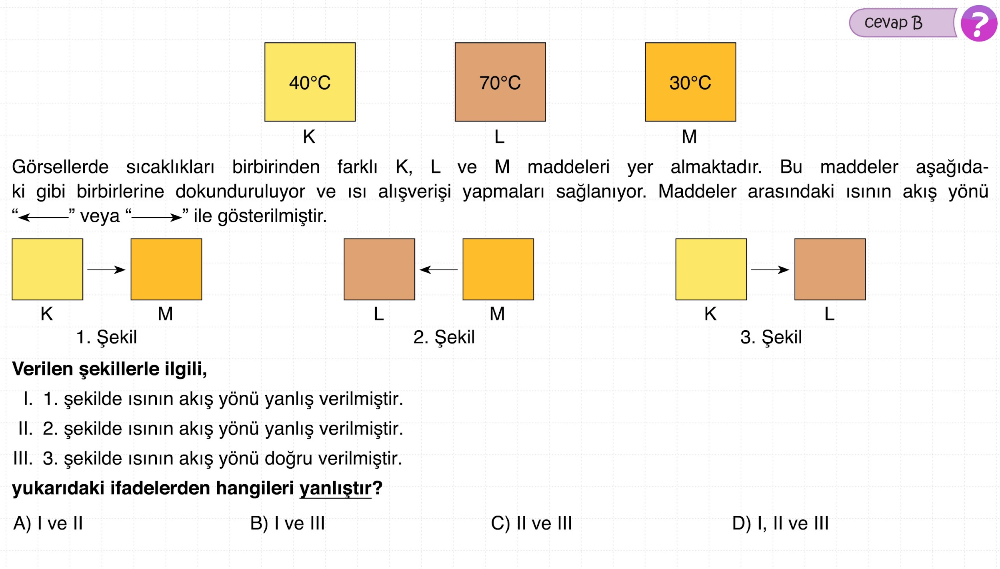 cevap B
?
40°C 70°C 30°C
K L M
Görsellerde sıcaklıkları birbirinden farklı K, L ve M maddeleri yer almaktadır. Bu maddeler aşağıda-
ki gibi birbirlerine dokunduruluyor ve ısı alışverişi yapmaları sağlanıyor. Maddeler arasındaki ısının akış yönü
“←” veya “→” ile gösterilmiştir.
K M L M K L
1. Şekil 2. Şekil 3. Şekil
Verilen şekillerle ilgili,
I. 1. şekilde ısının akış yönü yanlış verilmiştir.
II. 2. şekilde ısının akış yönü yanlış verilmiştir.
III. 3. şekilde ısının akış yönü doğru verilmiştir.
yukarıdaki ifadelerden hangileri yanlıştır?
A) I ve II B) I ve III C) II ve III D) I, II ve III